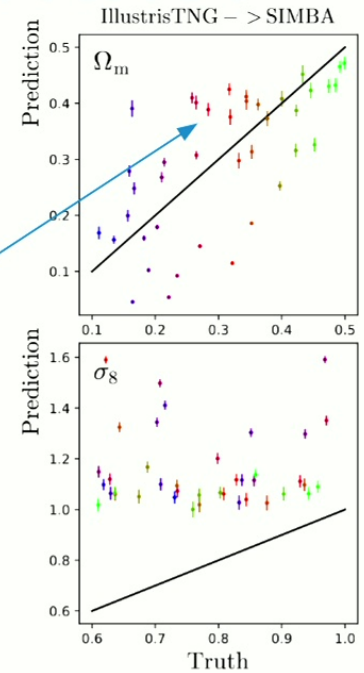 IllustrisTNG -> SIMBA
Prediction
Ωm
0.5
0.4
0.3
0.2
0.1
0.1 0.2 0.3 0.4 0.5
Prediction
σ8
1.6
1.4
1.2
1.0
0.8
0.6
0.6 0.7 0.8 0.9 1.0
Truth